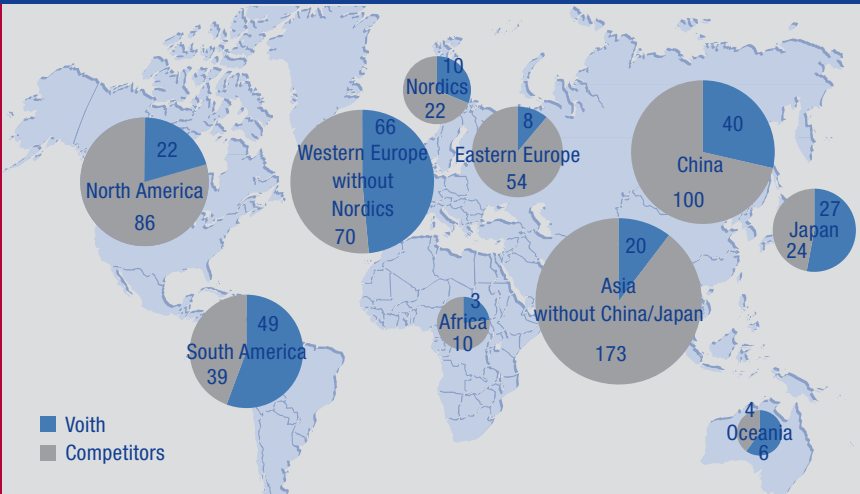 10
Nordics
22
66
Western Europe
without
Nordics
70
8
Eastern Europe
54
40
China
100
22
North America
86
27
Japan
24
20
Asia
without China/Japan
173
3
Africa
10
49
South America
39
4
Oceania
6
Voith
Competitors